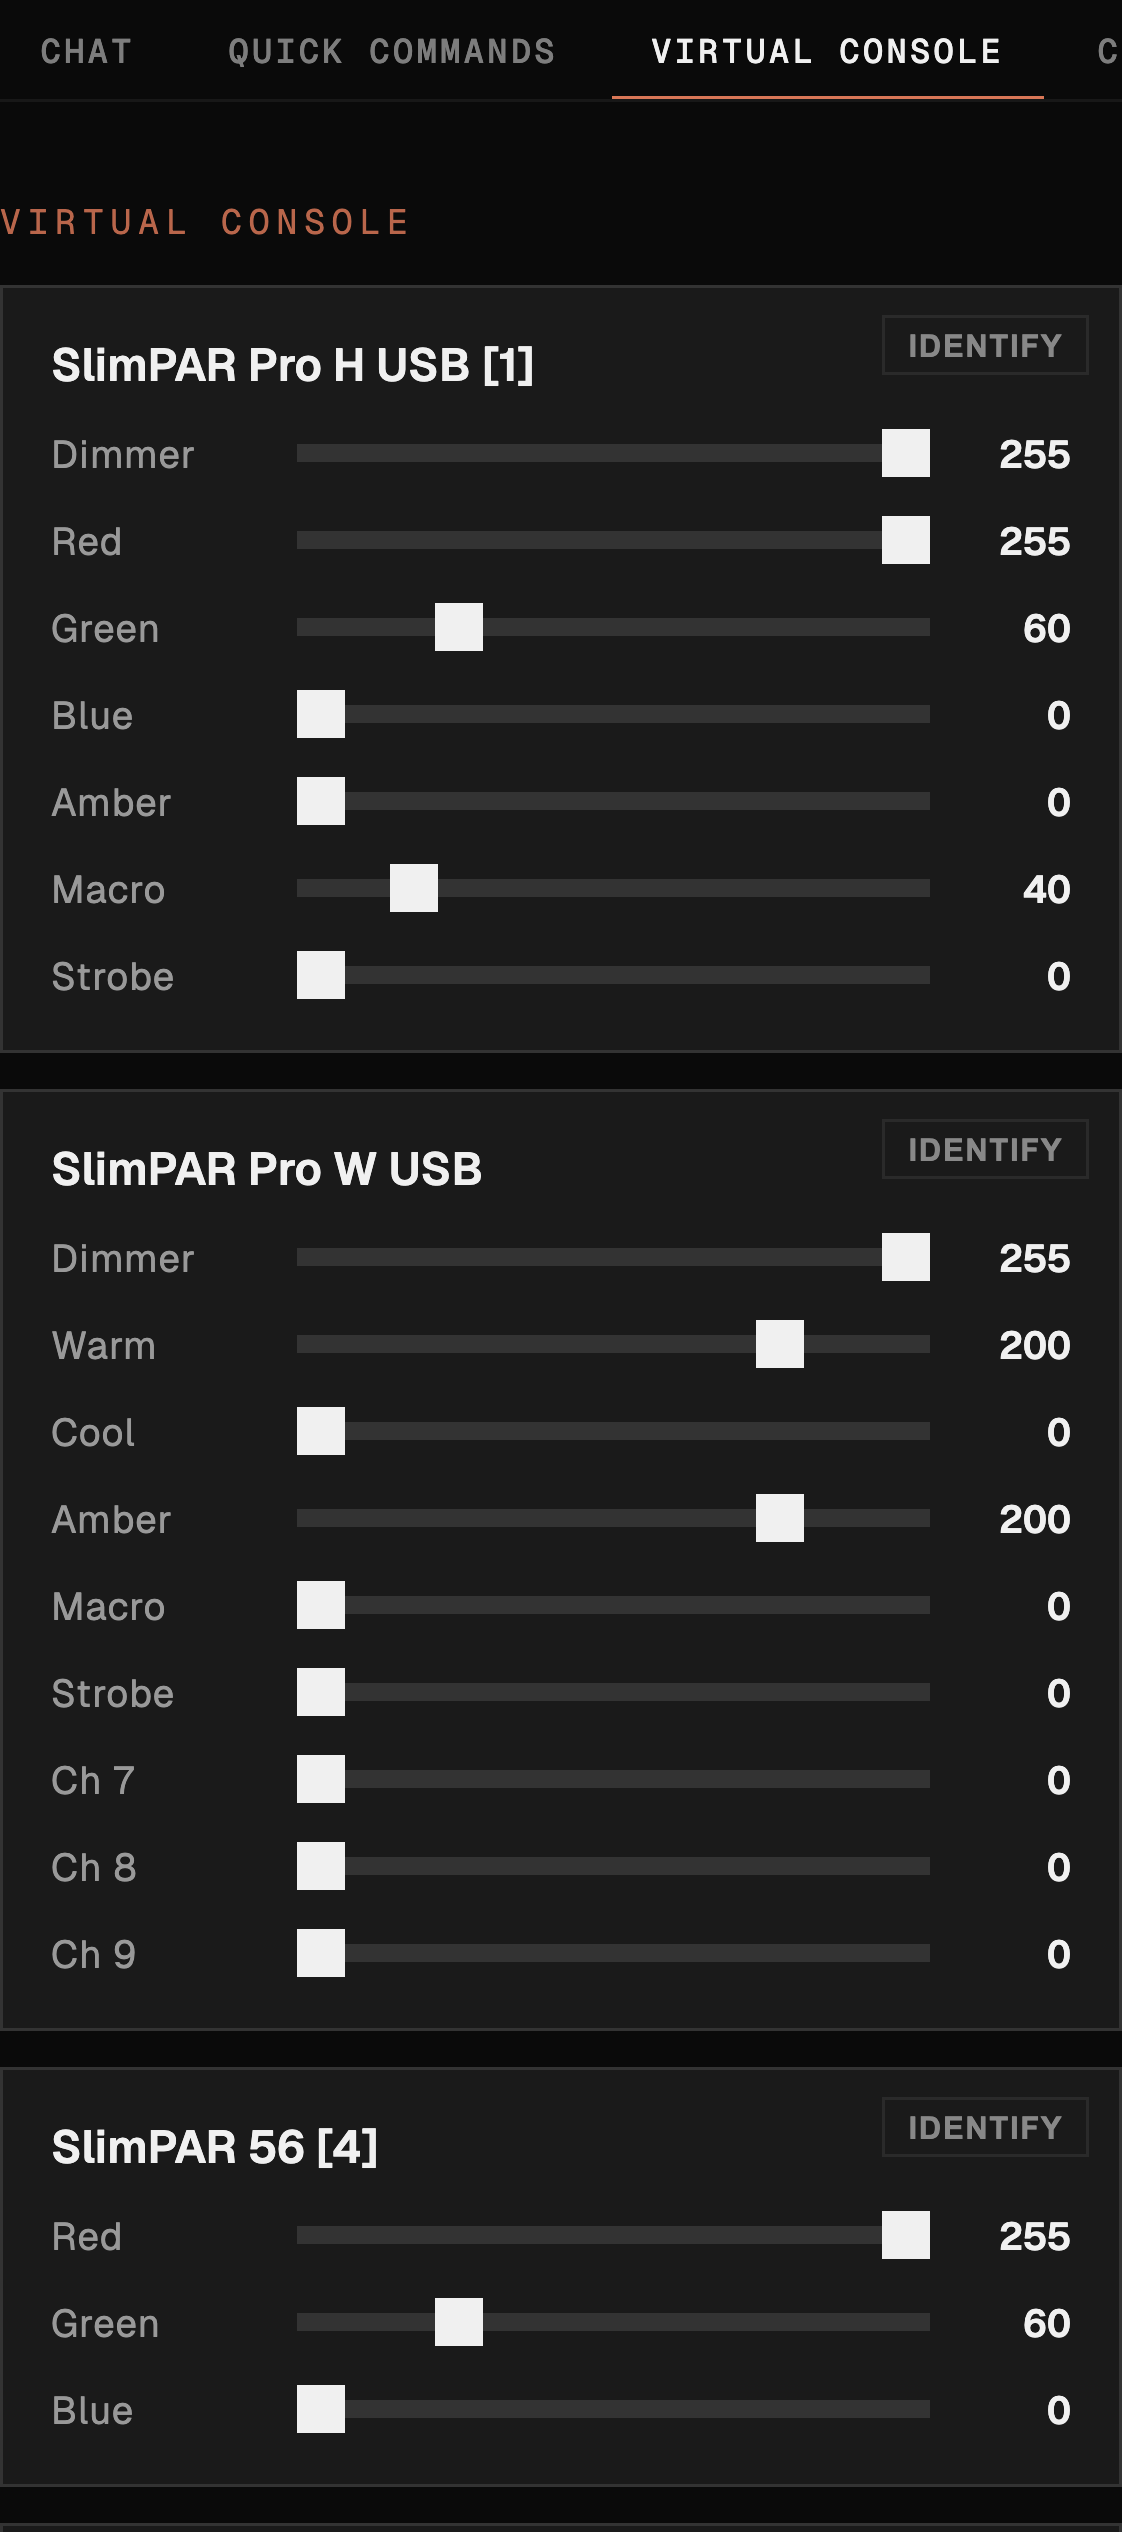 CHAT QUICK COMMANDS VIRTUAL CONSOLE C
VIRTUAL CONSOLE
SlimPAR Pro H USB [1] IDENTIFY
Dimmer 255
Red 255
Green 60
Blue 0
Amber 0
Macro 40
Strobe 0
SlimPAR Pro W USB IDENTIFY
Dimmer 255
Warm 200
Cool 0
Amber 200
Macro 0
Strobe 0
Ch 7 0
Ch 8 0
Ch 9 0
SlimPAR 56 [4] IDENTIFY
Red 255
Green 60
Blue 0